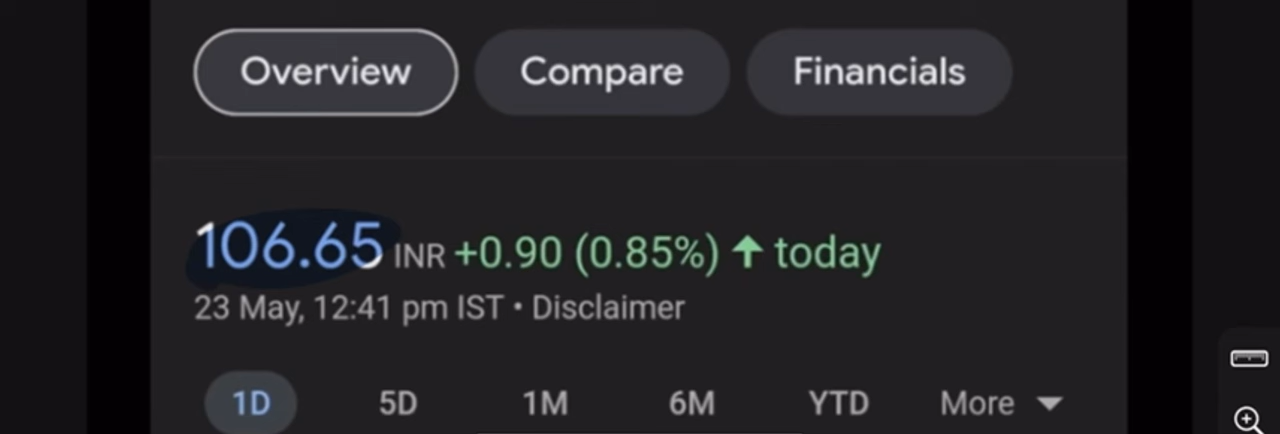 Overview Compare Financials
106.65 INR +0.90 (0.85%) ↑ today
23 May, 12:41 pm IST • Disclaimer
1D 5D 1M 6M YTD More